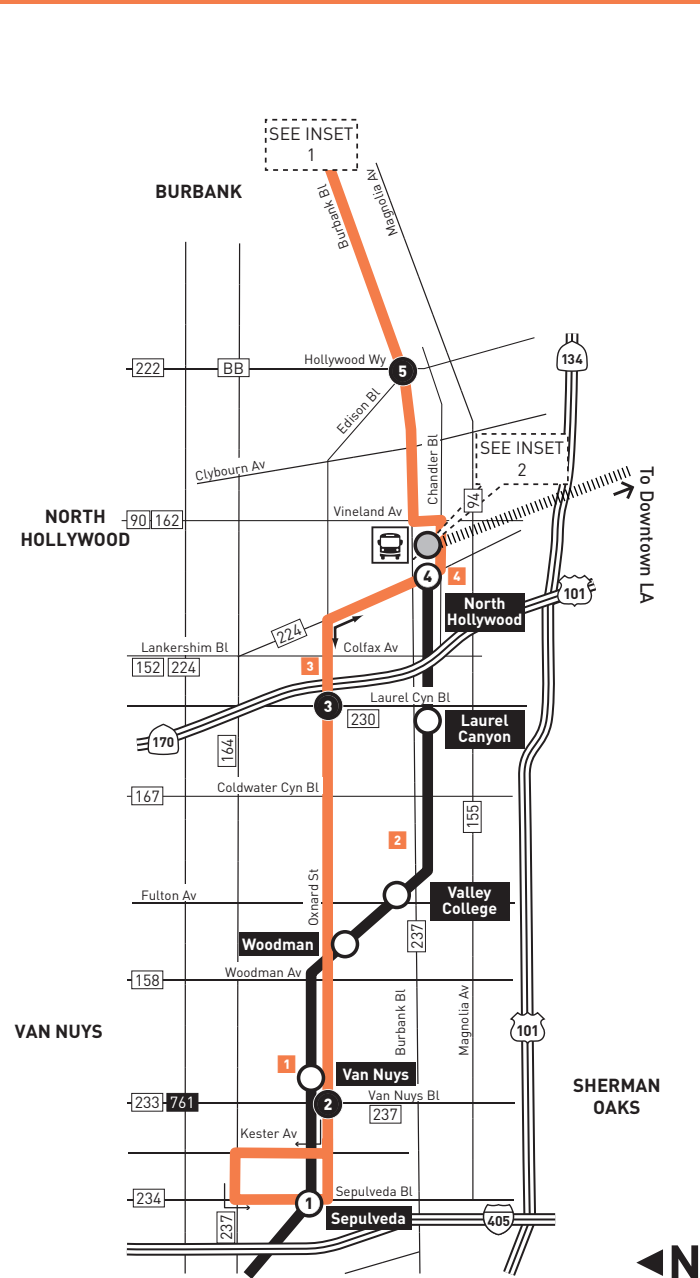 SEE INSET
1
BURBANK
Burbank Bl
Magnolia Av
134
222
BB
Hollywood Wy
5
Edison Bl
Clybourn Av
Chandler Bl
SEE INSET
2
94
To Downtown LA
NORTH
HOLLYWOOD
90
162
Vineland Av
4
4
101
North
Hollywood
224
Lankershim Bl
Colfax Av
152
224
3
Laurel Cyn Bl
3
230
Laurel
Canyon
170
164
167
Coldwater Cyn Bl
155
2
Oxnard St
Fulton Av
Valley
College
Woodman
237
158
Woodman Av
Burbank Bl
Magnolia Av
VAN NUYS
101
1
Van Nuys
SHERMAN
OAKS
233
761
2
Van Nuys Bl
237
Kester Av
234
Sepulveda Bl
1
Sepulveda
237
405
N